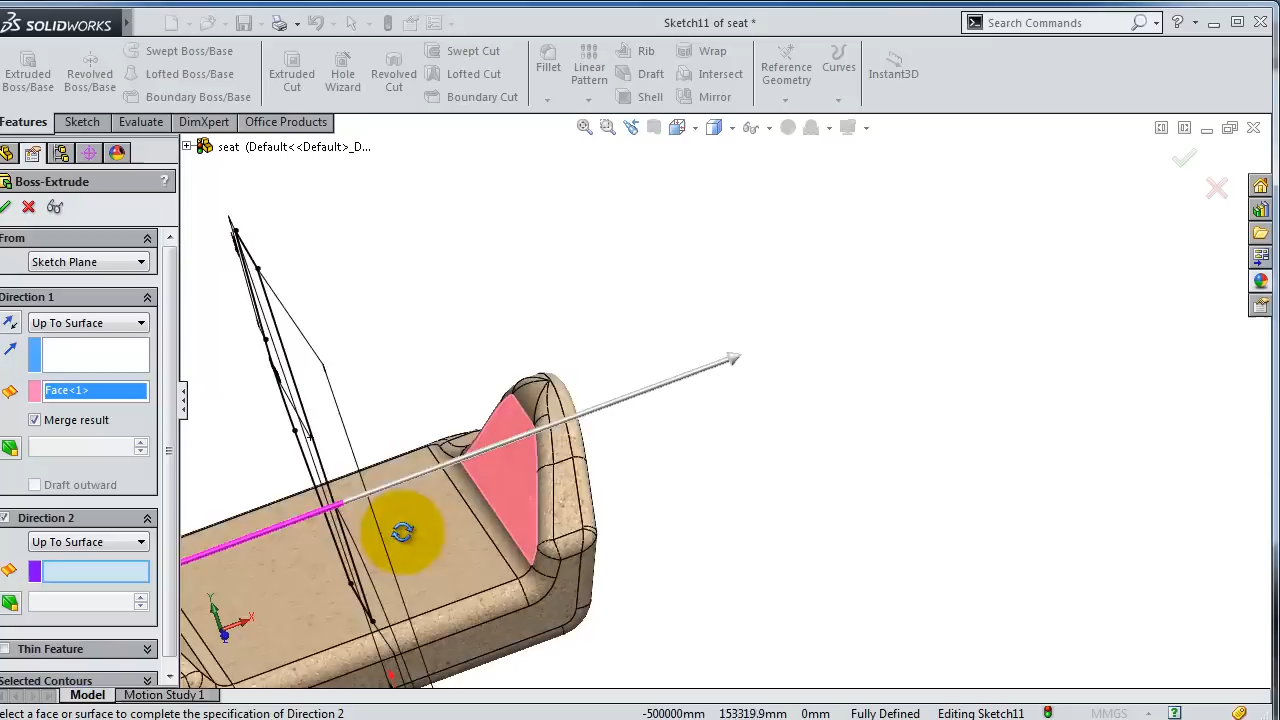 SOLIDWORKS
Sketch11 of seat *
Search Commands
Extruded Boss/Base
Revolved Boss/Base
Swept Boss/Base
Lofted Boss/Base
Boundary Boss/Base
Extruded Cut
Hole Wizard
Revolved Cut
Swept Cut
Lofted Cut
Boundary Cut
Fillet
Linear Pattern
Rib
Draft
Shell
Wrap
Intersect
Mirror
Reference Geometry
Curves
Instant3D
Features
Sketch
Evaluate
DimXpert
Office Products
seat (Default<<Default>_D...
Boss-Extrude
?
From
Sketch Plane
Direction 1
Up To Surface
Face<1>
Merge result
Draft outward
Direction 2
Up To Surface
Thin Feature
Selected Contours
Y
X
Model
Motion Study 1
elect a face or surface to complete the specification of Direction 2
-500000mm
153319.9mm
0mm
Fully Defined
Editing Sketch11
MMGS